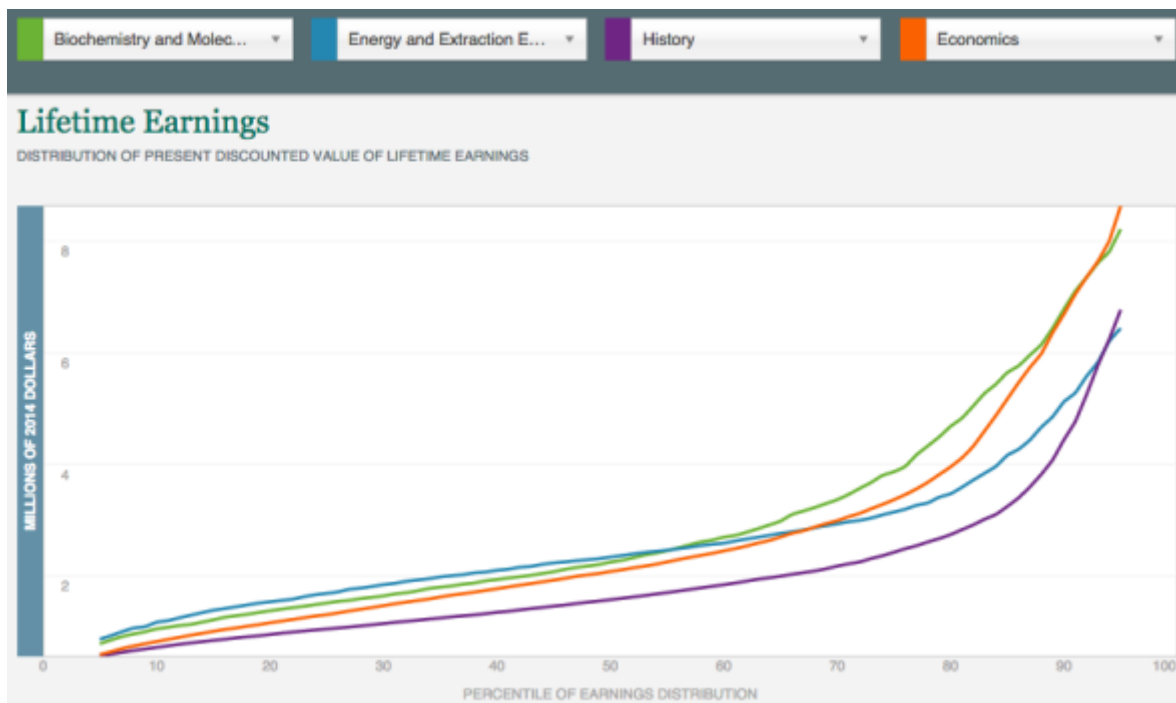 Biochemistry and Molec...
Energy and Extraction E...
History
Economics
Lifetime Earnings
DISTRIBUTION OF PRESENT DISCOUNTED VALUE OF LIFETIME EARNINGS
MILLIONS OF 2014 DOLLARS
8
6
4
2
0 10 20 30 40 50 60 70 80 90 100
PERCENTILE OF EARNINGS DISTRIBUTION